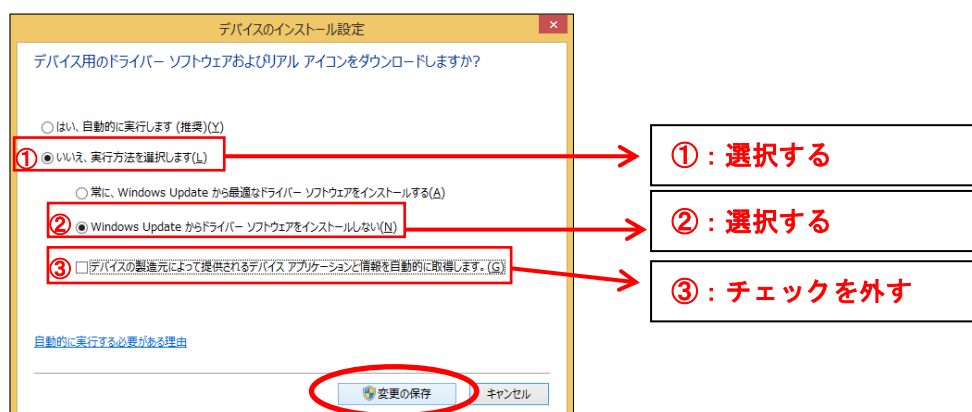 デバイスのインストール設定
×
デバイス用のドライバー ソフトウェアおよびリアル アイコンをダウンロードしますか?
はい、自動的に実行します (推奨)(Y)
① いいえ、実行方法を選択します(L)
①：選択する
常に、Windows Update から最適なドライバー ソフトウェアをインストールする(A)
② Windows Update からドライバー ソフトウェアをインストールしない(N)
②：選択する
③ デバイスの製造元によって提供されるデバイス アプリケーションと情報を自動的に取得します。(G)
③：チェックを外す
自動的に実行する必要がある理由
変更の保存
キャンセル